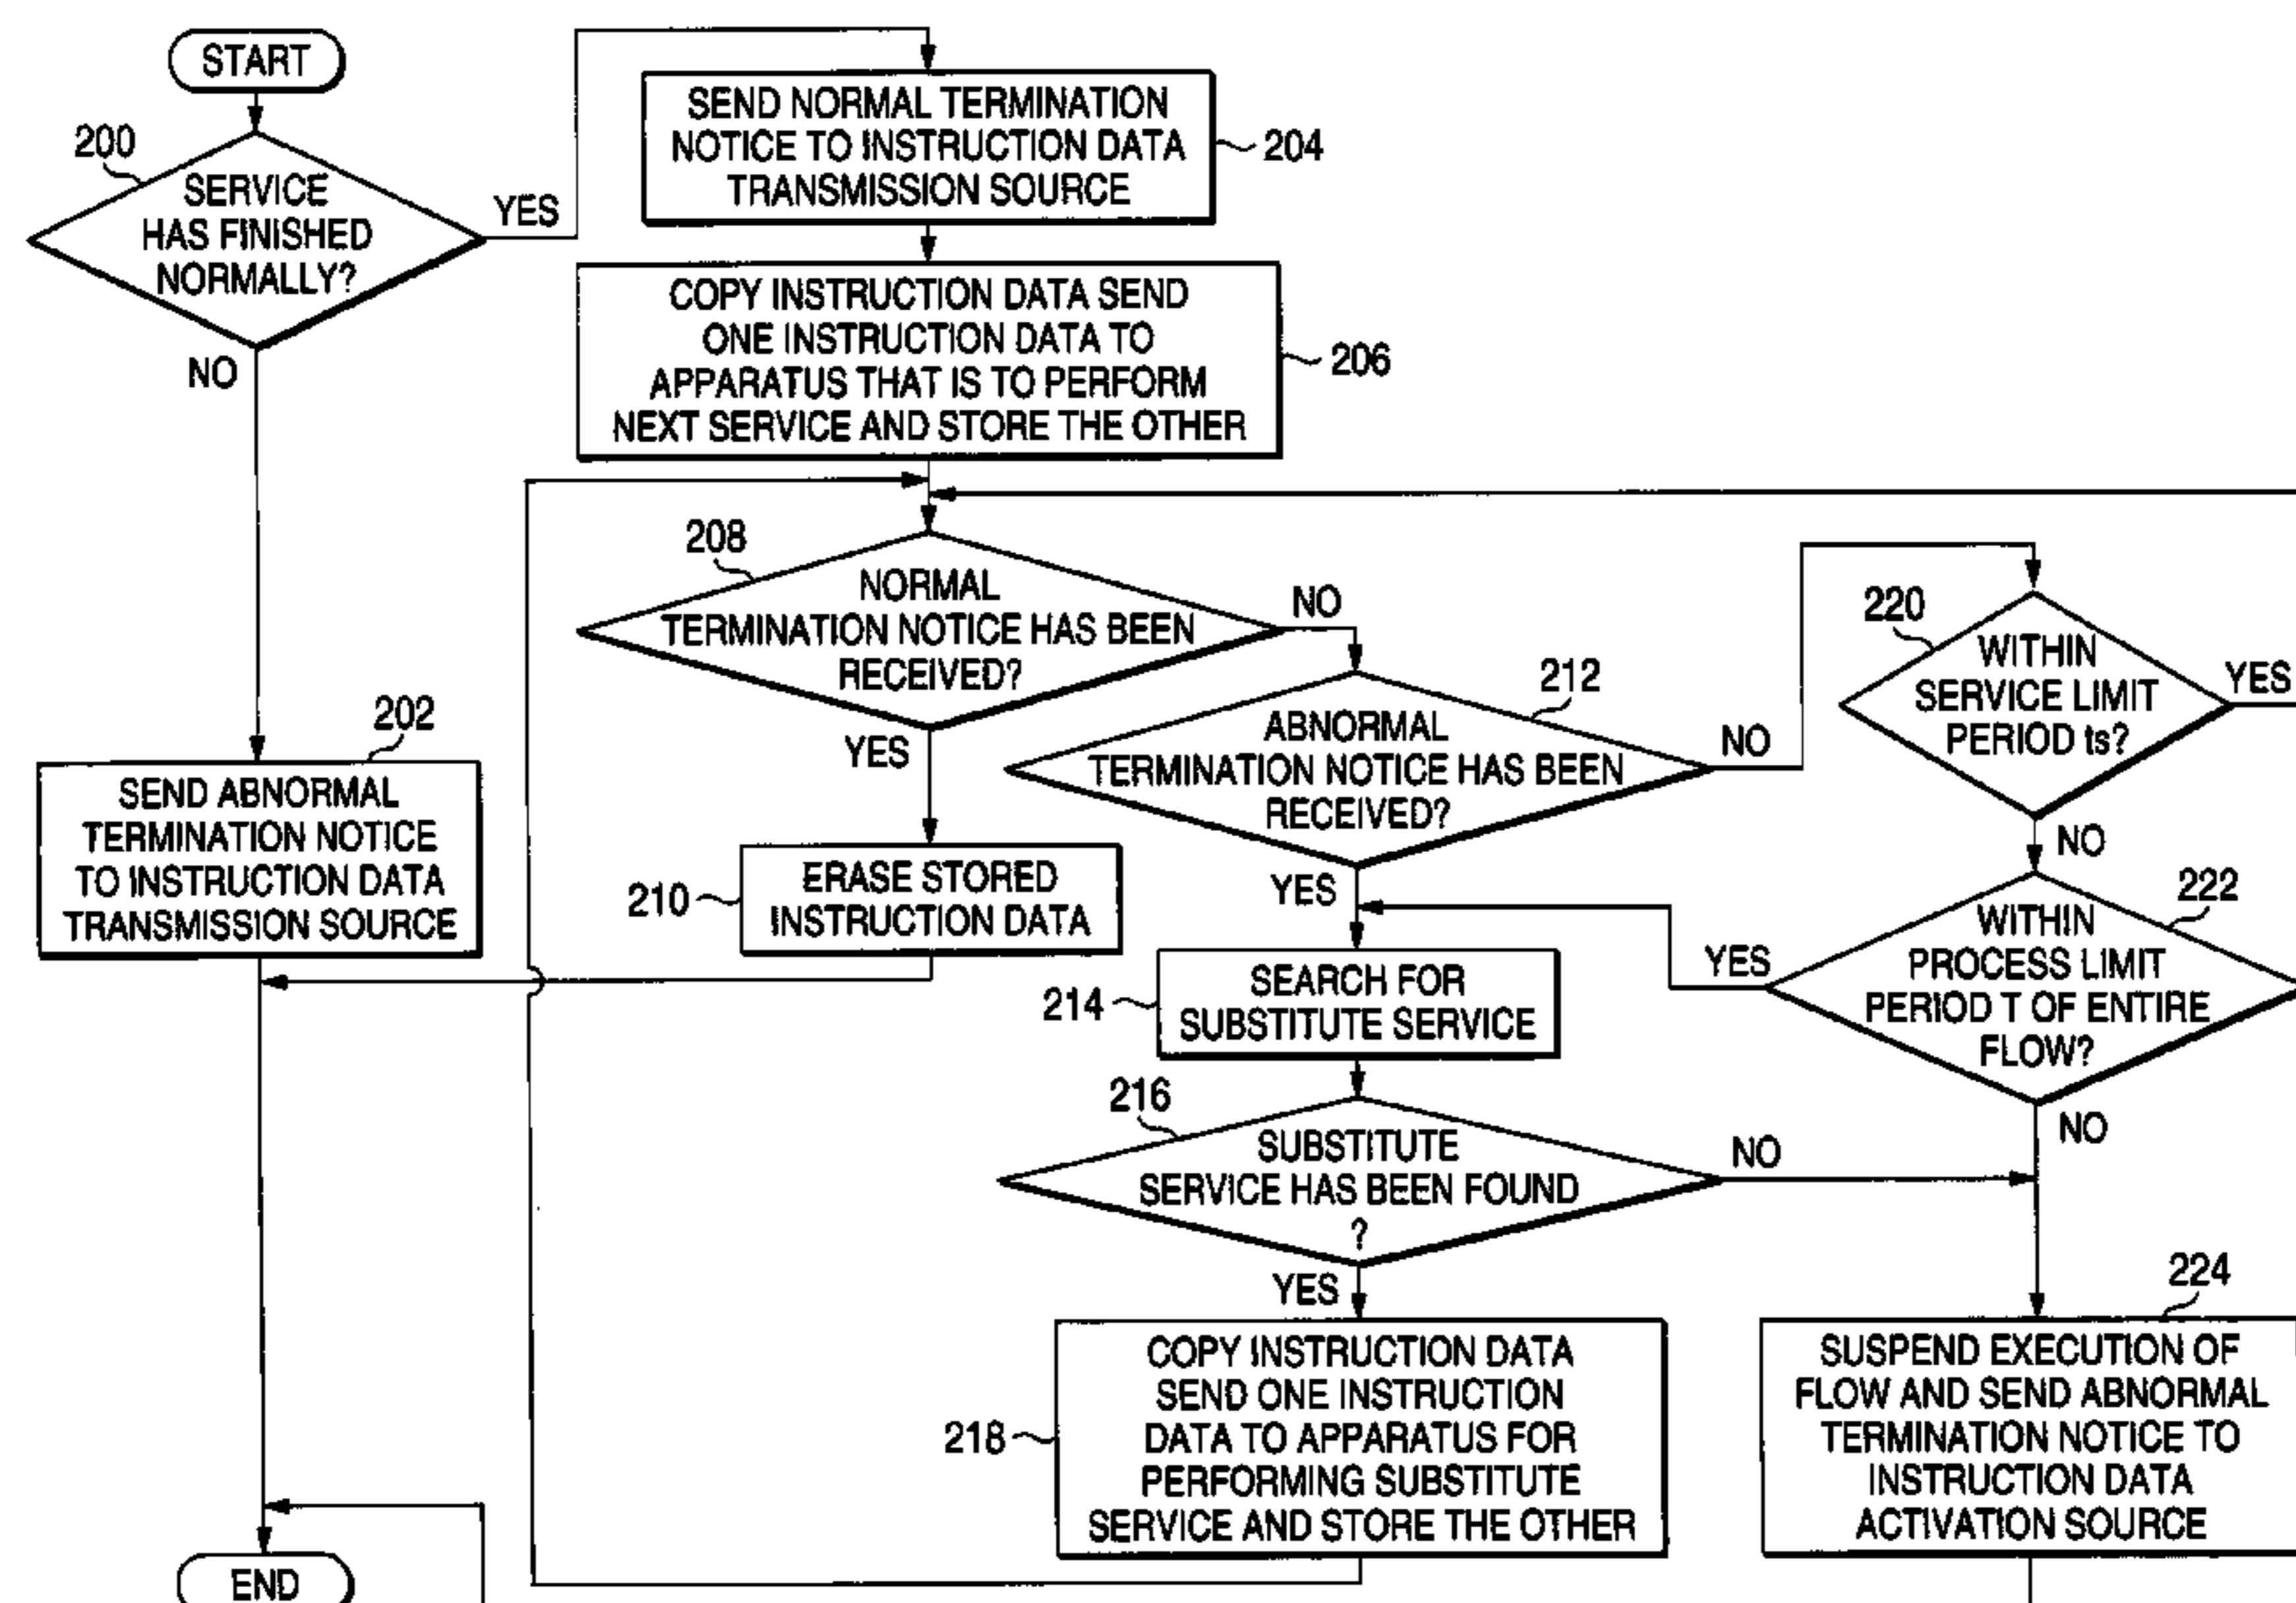 START
200
SERVICE
HAS FINISHED
NORMALLY?
YES
NO
SEND NORMAL TERMINATION
NOTICE TO INSTRUCTION DATA
TRANSMISSION SOURCE
204
COPY INSTRUCTION DATA SEND
ONE INSTRUCTION DATA TO
APPARATUS THAT IS TO PERFORM
NEXT SERVICE AND STORE THE OTHER
206
202
SEND ABNORMAL
TERMINATION NOTICE
TO INSTRUCTION DATA
TRANSMISSION SOURCE
208
NORMAL
TERMINATION NOTICE HAS BEEN
RECEIVED?
NO
YES
210
ERASE STORED
INSTRUCTION DATA
212
ABNORMAL
TERMINATION NOTICE HAS BEEN
RECEIVED?
NO
YES
220
WITHIN
SERVICE LIMIT
PERIOD ts?
YES
NO
222
WITHIN
PROCESS LIMIT
PERIOD T OF ENTIRE
FLOW?
YES
NO
214
SEARCH FOR
SUBSTITUTE SERVICE
216
SUBSTITUTE
SERVICE HAS BEEN FOUND
?
NO
YES
218
COPY INSTRUCTION DATA
SEND ONE INSTRUCTION
DATA TO APPARATUS FOR
PERFORMING SUBSTITUTE
SERVICE AND STORE THE OTHER
224
SUSPEND EXECUTION OF
FLOW AND SEND ABNORMAL
TERMINATION NOTICE TO
INSTRUCTION DATA
ACTIVATION SOURCE
END